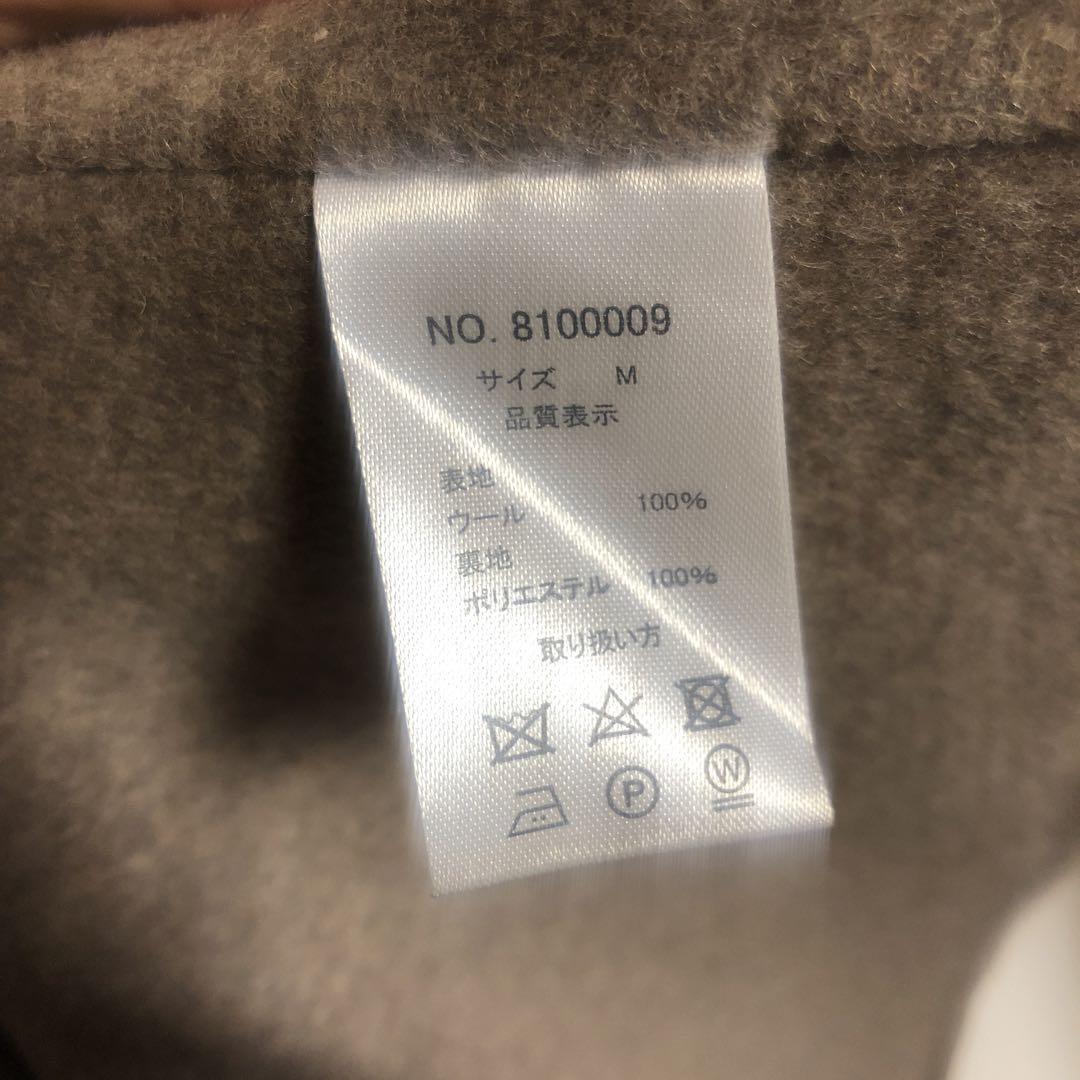 NO. 8100009
サイズ M
品質表示
表地
ウール 100%
裏地
ポリエステル 100%
取り扱い方
P W